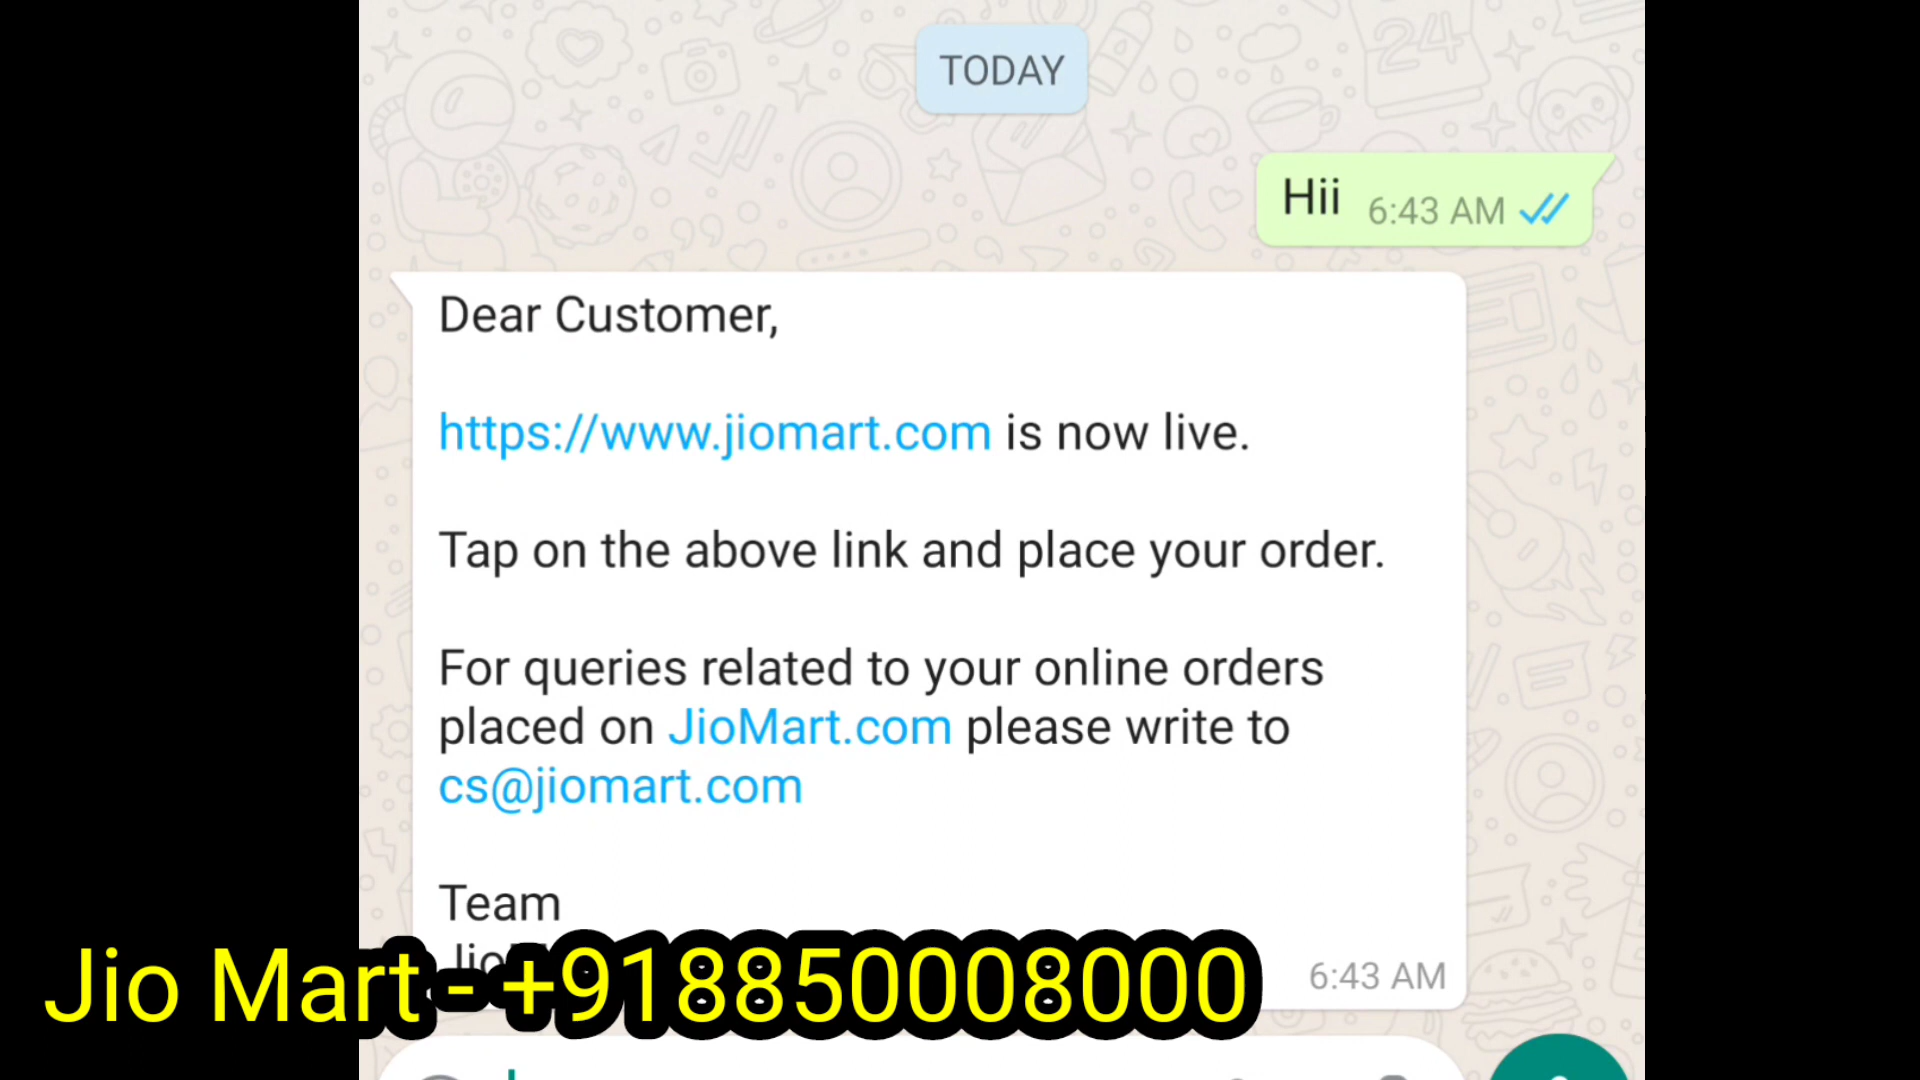 TODAY
Hii 6:43 AM
Dear Customer,
https://www.jiomart.com is now live.
Tap on the above link and place your order.
For queries related to your online orders
placed on JioMart.com please write to
cs@jiomart.com
Team
6:43 AM
Jio Mart - +918850008000